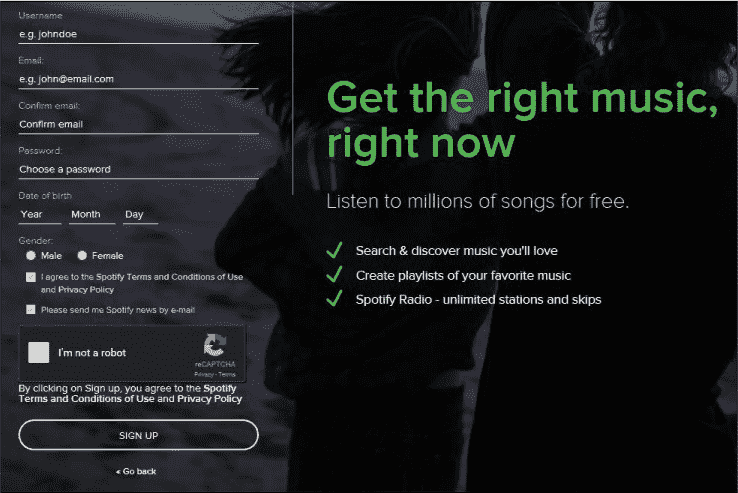 Username
e.g. johndoe
Email:
e.g. john@email.com
Confirm email:
Confirm email
Password:
Choose a password
Date of birth
Year Month Day
Gender:
Male Female
I agree to the Spotify Terms and Conditions of Use
and Privacy Policy
Please send me Spotify news by e-mail
I'm not a robot
reCAPTCHA
Privacy - Terms
By clicking on Sign up, you agree to the Spotify
Terms and Conditions of Use and Privacy Policy
SIGN UP
« Go back
Get the right music,
right now
Listen to millions of songs for free.
Search & discover music you'll love
Create playlists of your favorite music
Spotify Radio - unlimited stations and skips